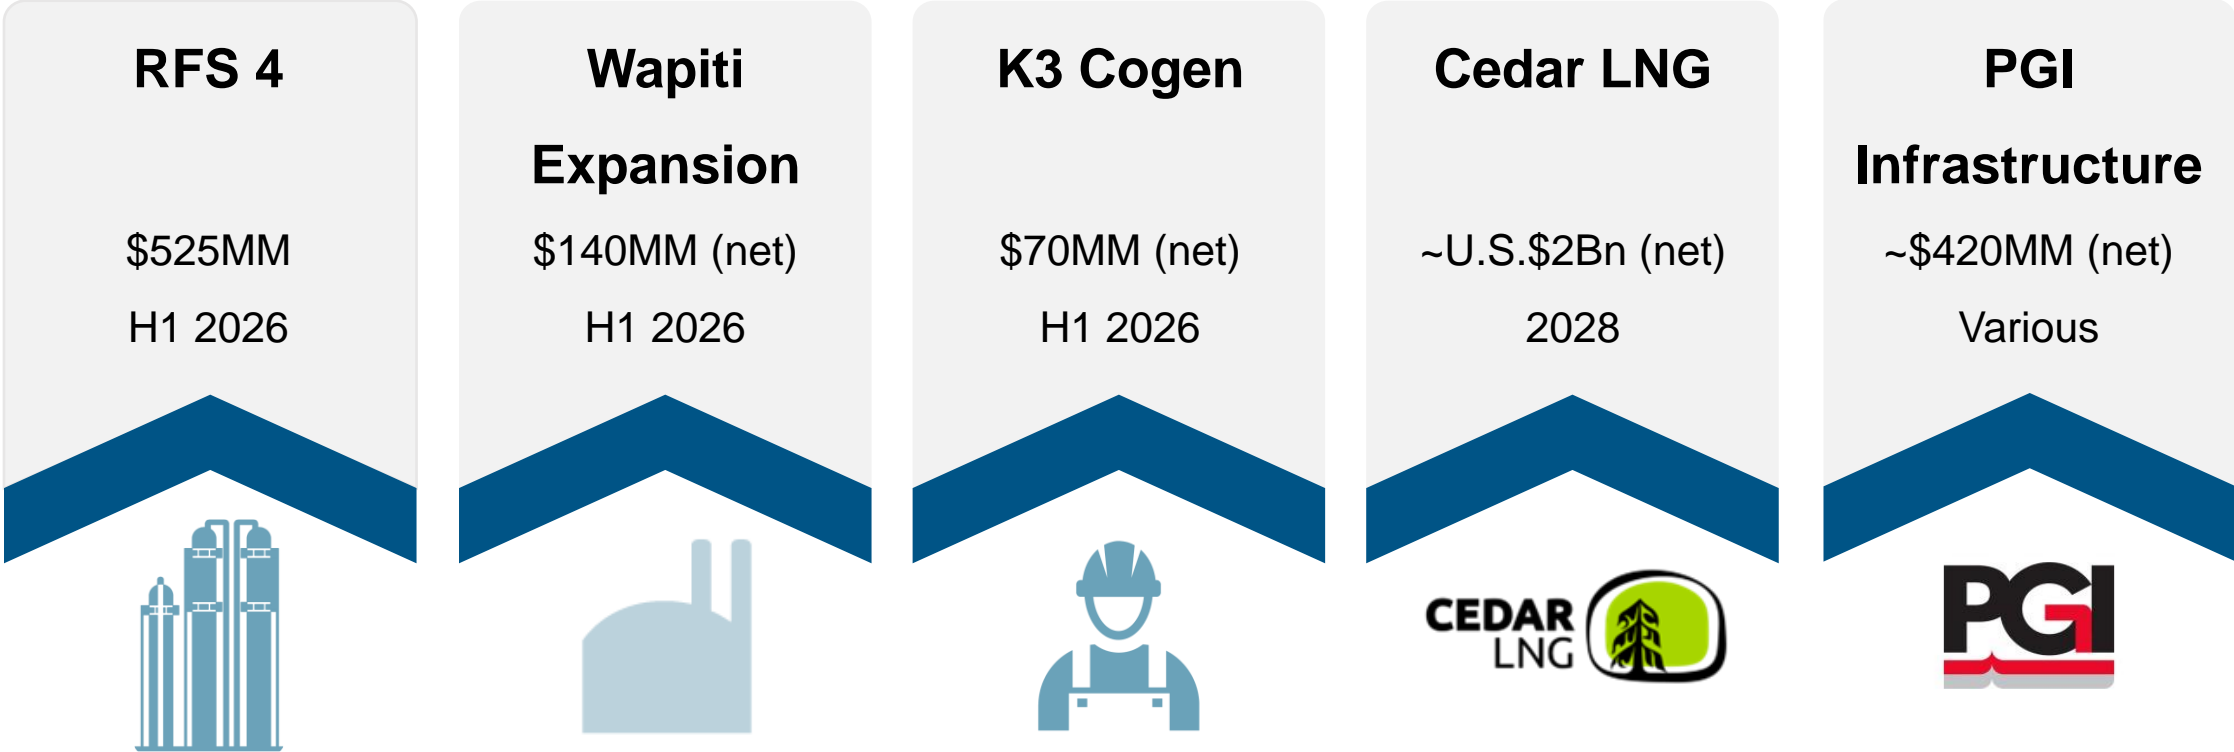 RFS 4
$525MM
H1 2026
Wapiti
Expansion
$140MM (net)
H1 2026
K3 Cogen
$70MM (net)
H1 2026
Cedar LNG
~U.S.$2Bn (net)
2028
PGI
Infrastructure
~$420MM (net)
Various
CEDAR
LNG
PGI